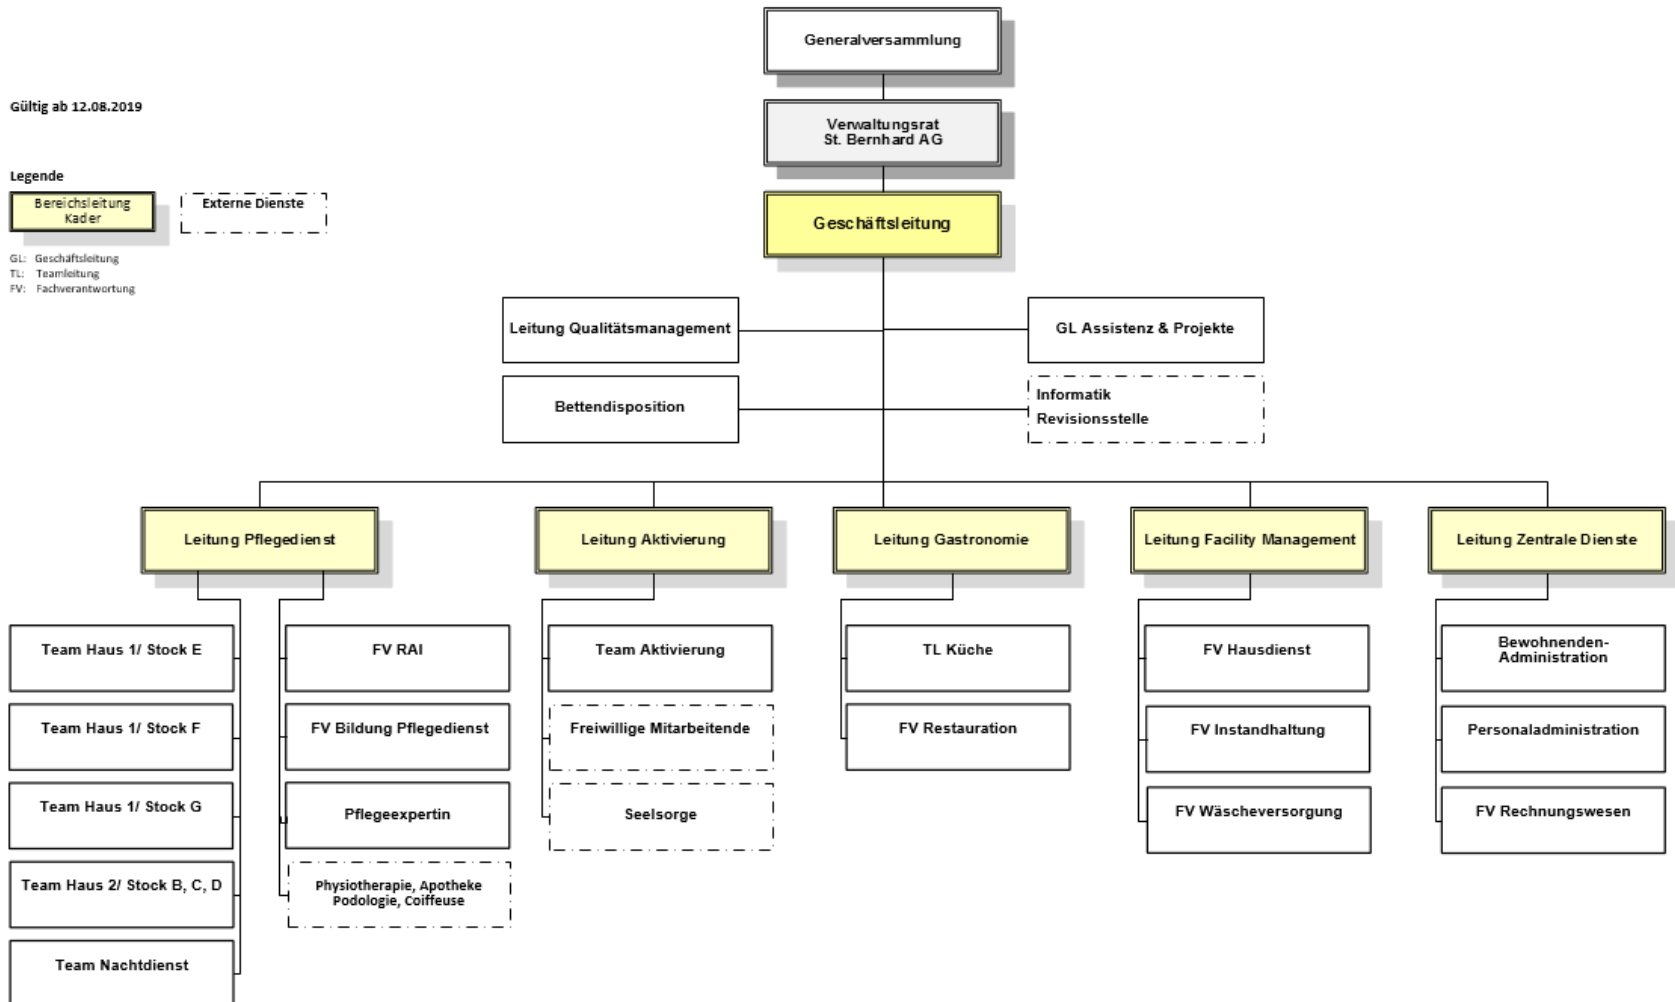 Generalversammlung
Gültig ab 12.08.2019
Verwaltungsrat
St. Bernhard AG
Legende
Bereichsleitung
Kader
Externe Dienste
Geschäftsleitung
GL: Geschäftsleitung
TL: Teamleitung
FV: Fachverantwortung
Leitung Qualitätsmanagement
GL Assistenz & Projekte
Bettendisposition
Informatik
Revisionsstelle
Leitung Pflegedienst
Leitung Aktivierung
Leitung Gastronomie
Leitung Facility Management
Leitung Zentrale Dienste
Team Haus 1/ Stock E
Team Haus 1/ Stock F
Team Haus 1/ Stock G
Team Haus 2/ Stock B, C, D
Team Nachtdienst
FV RAI
FV Bildung Pflegedienst
Pflegeexpertin
Physiotherapie, Apotheke
Podologie, Coiffeuse
Team Aktivierung
Freiwillige Mitarbeitende
Seelsorge
TL Küche
FV Restauration
FV Hausdienst
FV Instandhaltung
FV Wäscheversorgung
Bewohnenden-
Administration
Personaladministration
FV Rechnungswesen